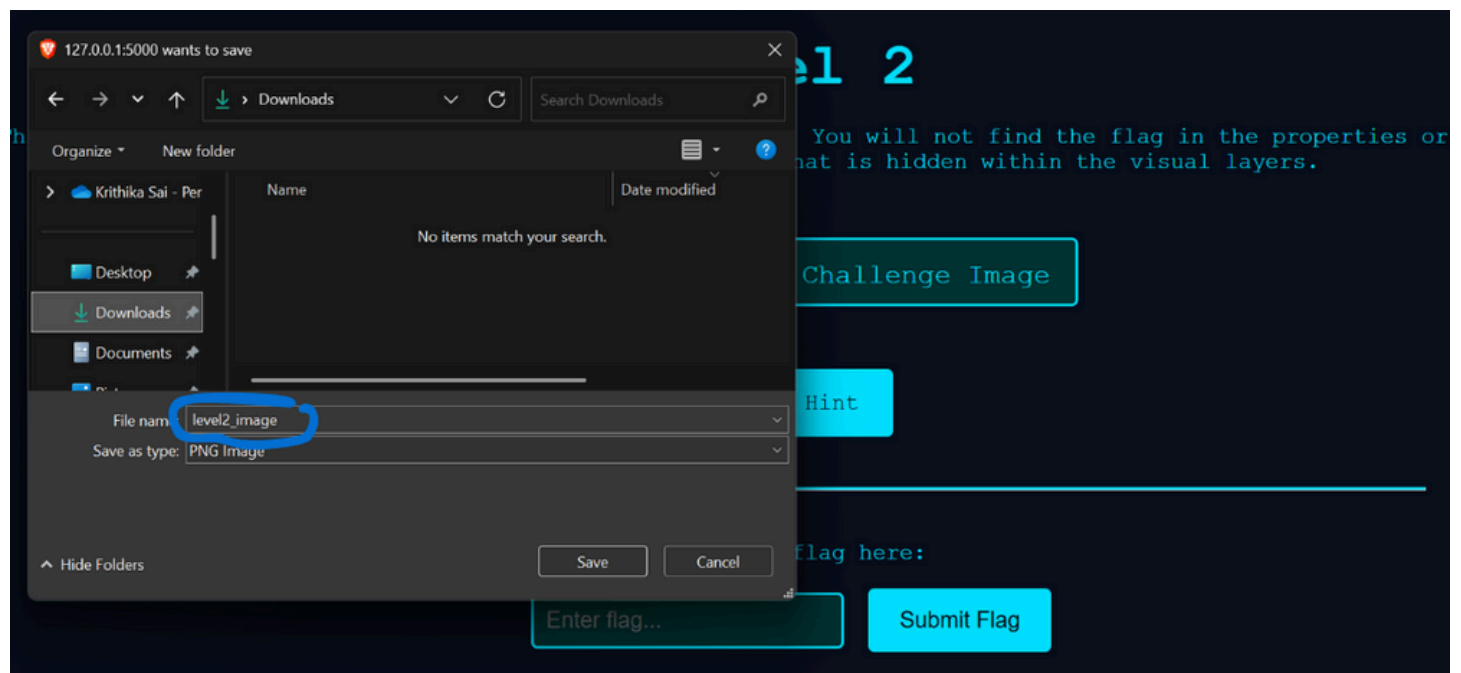 127.0.0.1:5000 wants to save
Downloads
Search Downloads
Organize
New folder
Krithika Sai - Per
Name
Date modified
No items match your search.
Desktop
Downloads
Documents
File name:
level2_image
Save as type:
PNG Image
Hide Folders
Save
Cancel
2
You will not find the flag in the properties or
is hidden within the visual layers.
Challenge Image
Hint
flag here:
Enter flag...
Submit Flag